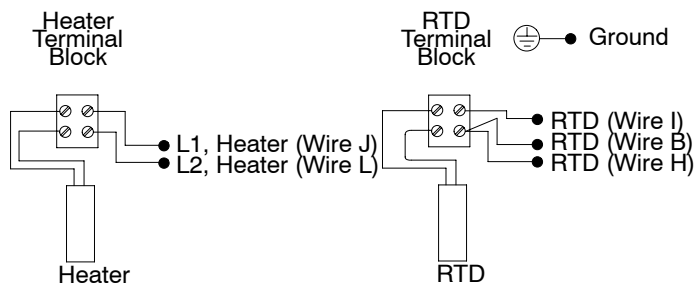 Heater
Terminal
Block
RTD
Terminal
Block
Ground
L1, Heater (Wire J)
L2, Heater (Wire L)
RTD (Wire I)
RTD (Wire B)
RTD (Wire H)
Heater
RTD